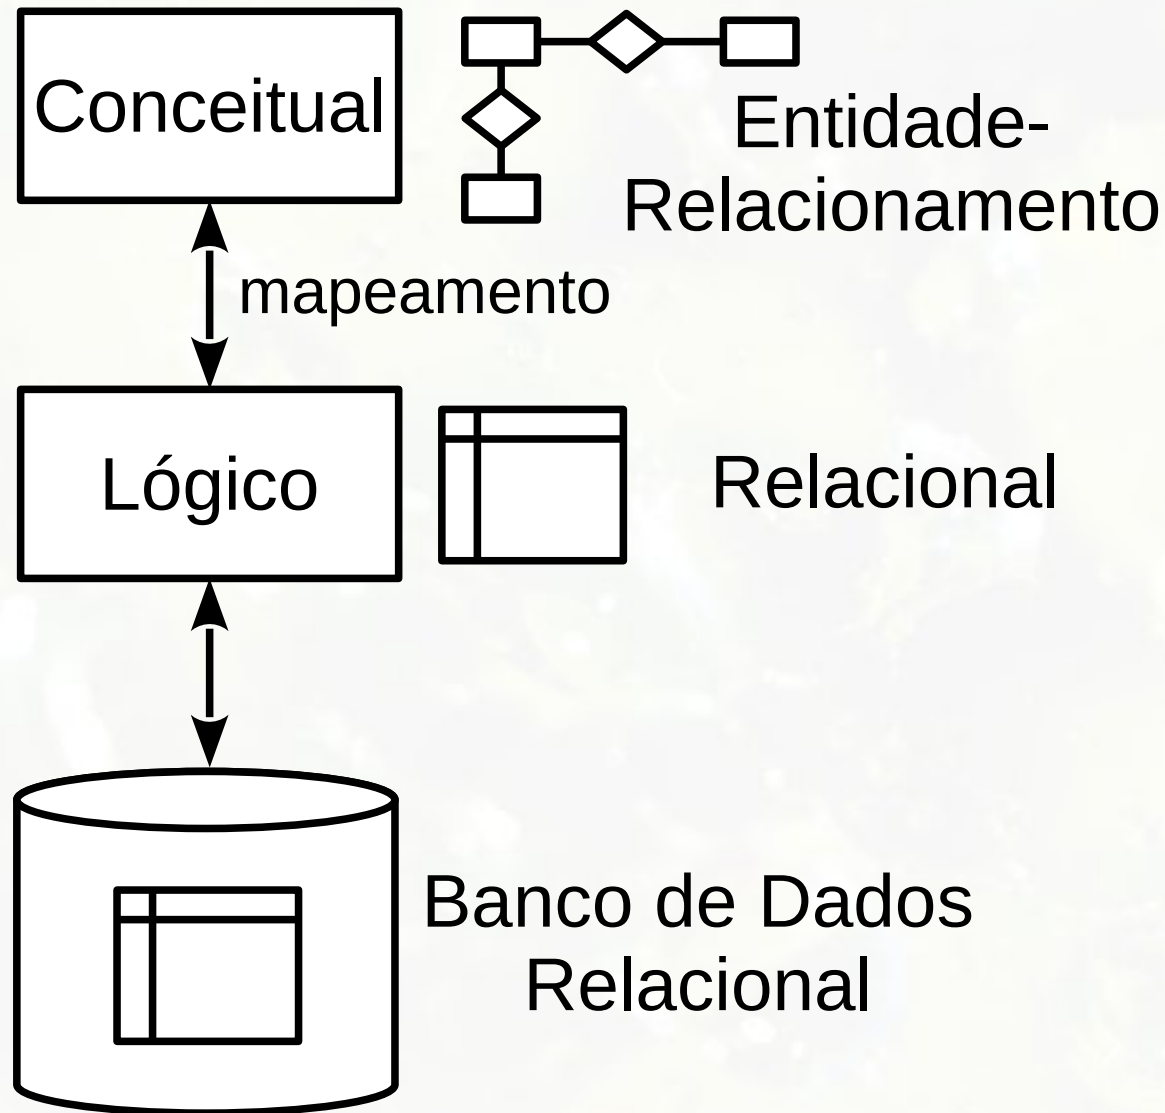 Conceitual
Entidade-
Relacionamento
mapeamento
Lógico
Relacional
Banco de Dados
Relacional